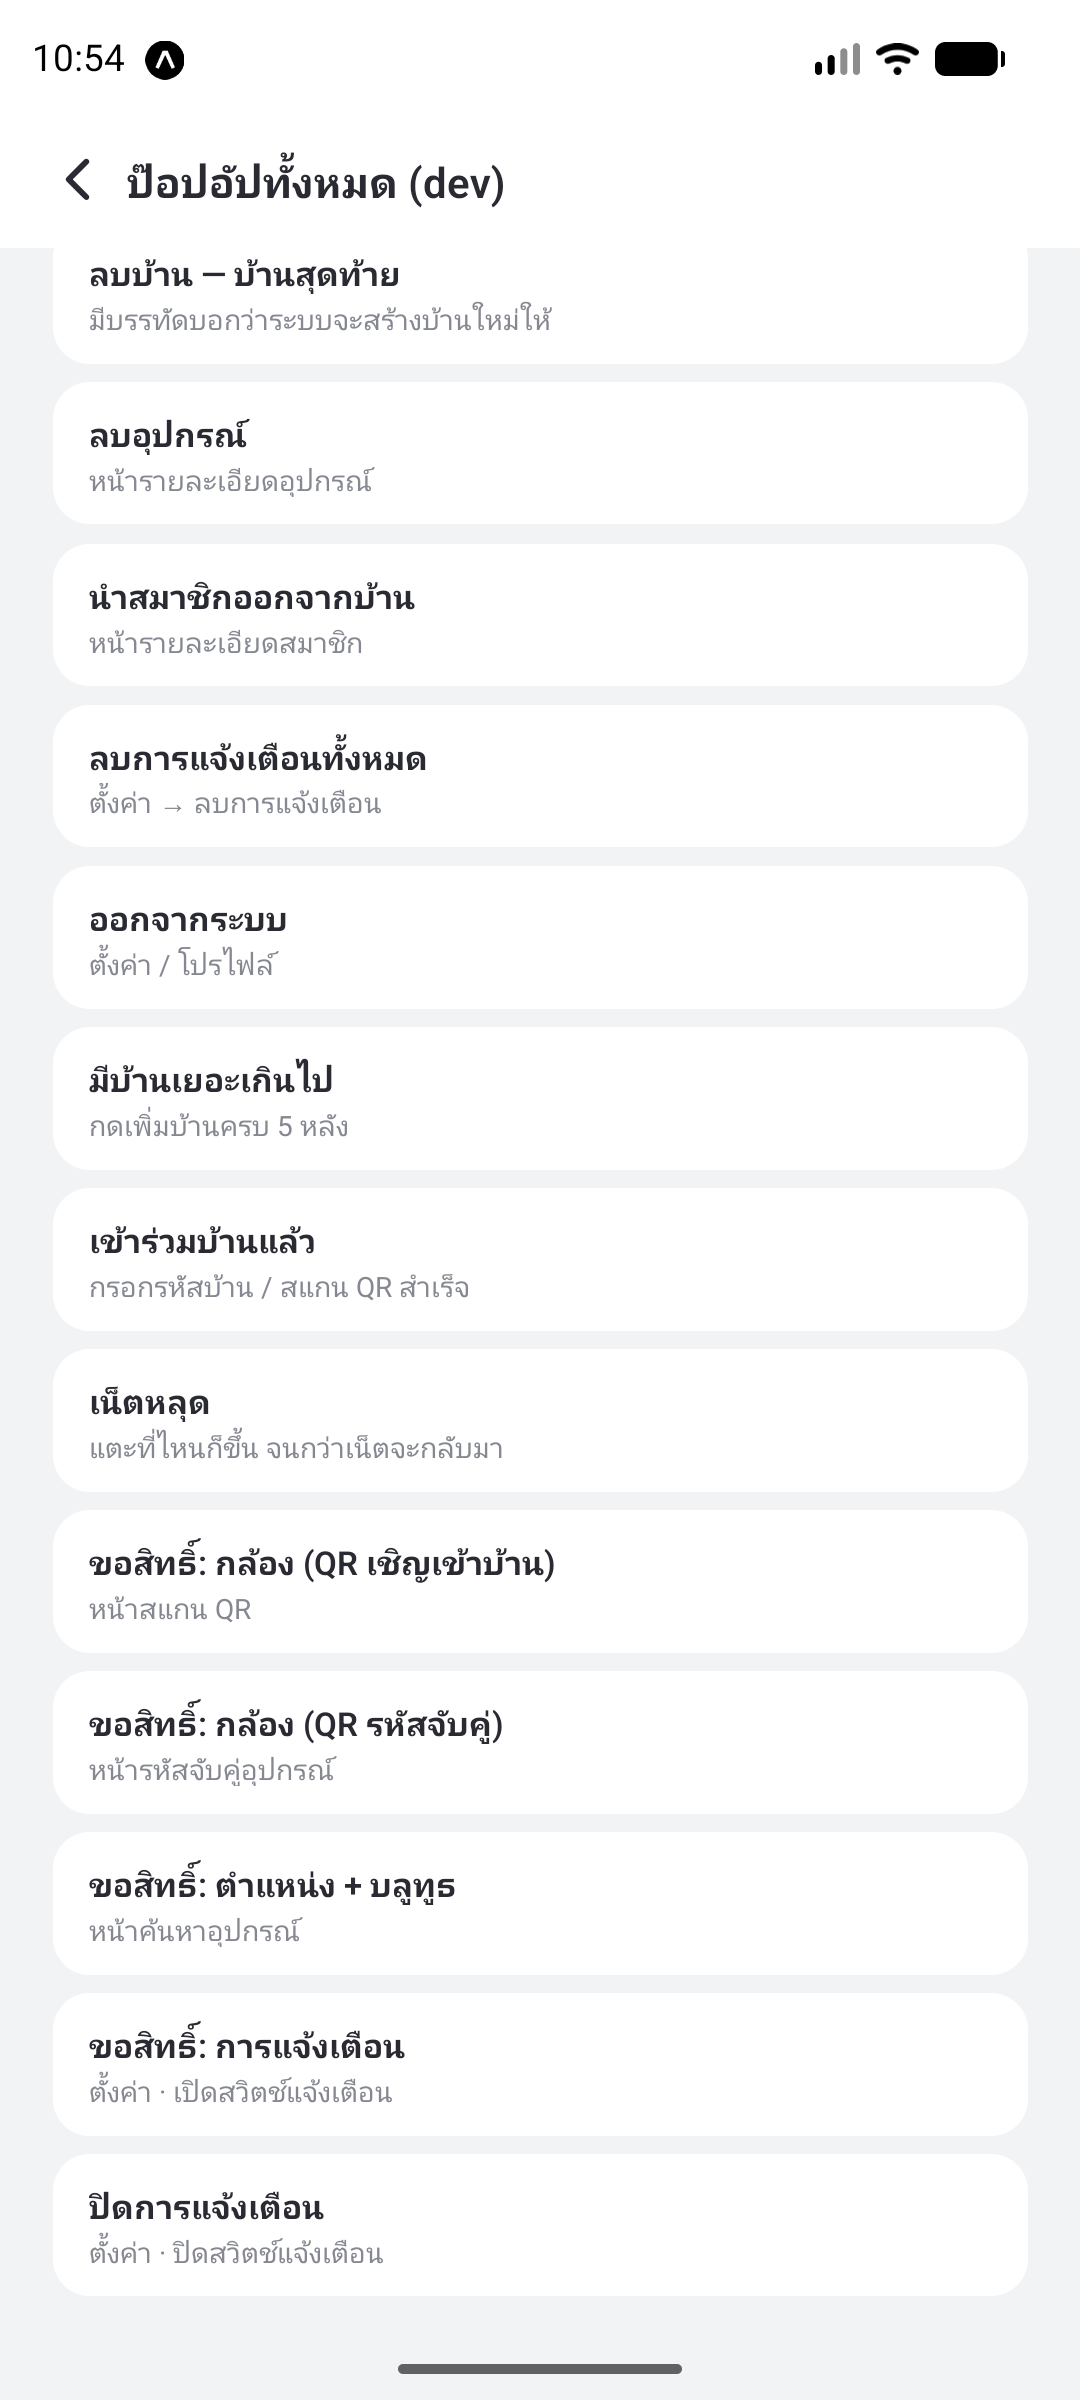 10:54
ป๊อปอัปทั้งหมด (dev)
ลบบ้าน — บ้านสุดท้าย
มีบรรทัดบอกว่าระบบจะสร้างบ้านใหม่ให้
ลบอุปกรณ์
หน้ารายละเอียดอุปกรณ์
นำสมาชิกออกจากบ้าน
หน้ารายละเอียดสมาชิก
ลบการแจ้งเตือนทั้งหมด
ตั้งค่า → ลบการแจ้งเตือน
ออกจากระบบ
ตั้งค่า / โปรไฟล์
มีบ้านเยอะเกินไป
กดเพิ่มบ้านครบ 5 หลัง
เข้าร่วมบ้านแล้ว
กรอกรหัสบ้าน / สแกน QR สำเร็จ
เน็ตหลุด
แตะที่ไหนก็ขึ้น จนกว่าเน็ตจะกลับมา
ขอสิทธิ์: กล้อง (QR เชิญเข้าบ้าน)
หน้าสแกน QR
ขอสิทธิ์: กล้อง (QR รหัสจับคู่)
หน้ารหัสจับคู่อุปกรณ์
ขอสิทธิ์: ตำแหน่ง + บลูทูธ
หน้าค้นหาอุปกรณ์
ขอสิทธิ์: การแจ้งเตือน
ตั้งค่า · เปิดสวิตช์แจ้งเตือน
ปิดการแจ้งเตือน
ตั้งค่า · ปิดสวิตช์แจ้งเตือน